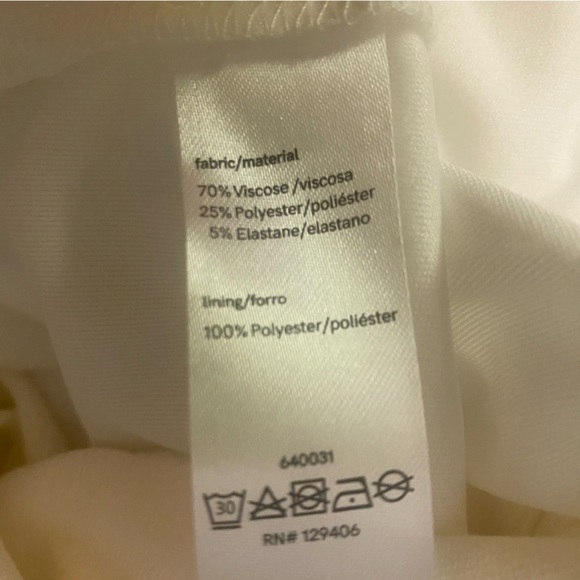 fabric/material
70% Viscose /viscosa
25% Polyester/poliéster
5% Elastane/elastano
lining/forro
100% Polyester/poliéster
640031
30
RN# 129406